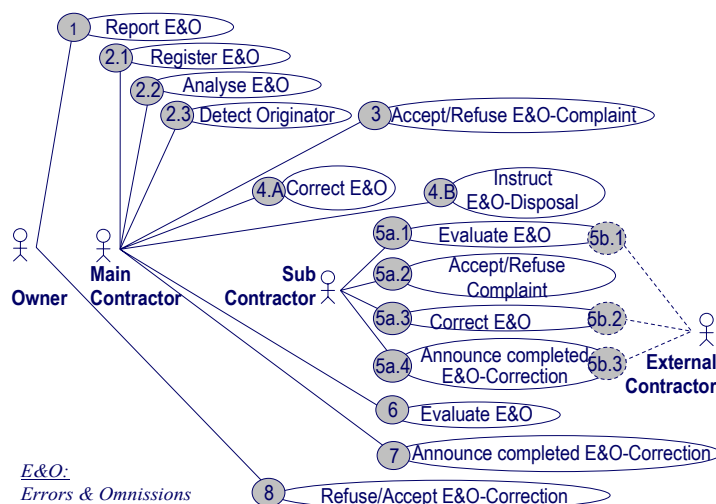 1 Report E&O
2.1 Register E&O
2.2 Analyse E&O
2.3 Detect Originator
3 Accept/Refuse E&O-Complaint
4.A Correct E&O
4.B Instruct
E&O-Disposal
5a.1 Evaluate E&O 5b.1
5a.2 Accept/Refuse
Complaint
5a.3 Correct E&O 5b.2
5a.4 Announce completed
E&O-Correction 5b.3
Owner
Main
Contractor
Sub
Contractor
External
Contractor
6 Evaluate E&O
7 Announce completed E&O-Correction
8 Refuse/Accept E&O-Correction
E&O:
Errors & Omnissions